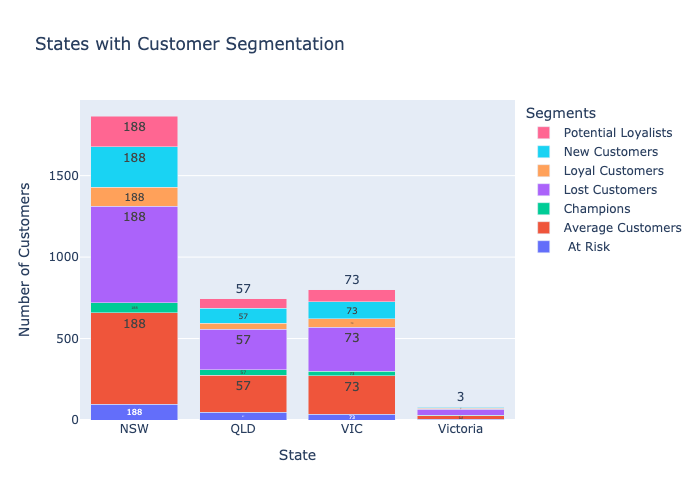 States with Customer Segmentation
Number of Customers
1500
1000
500
0
188
188
188
188
188
188
57
57
57
57
73
73
73
73
73
3
NSW
QLD
VIC
Victoria
State
Segments
Potential Loyalists
New Customers
Loyal Customers
Lost Customers
Champions
Average Customers
At Risk